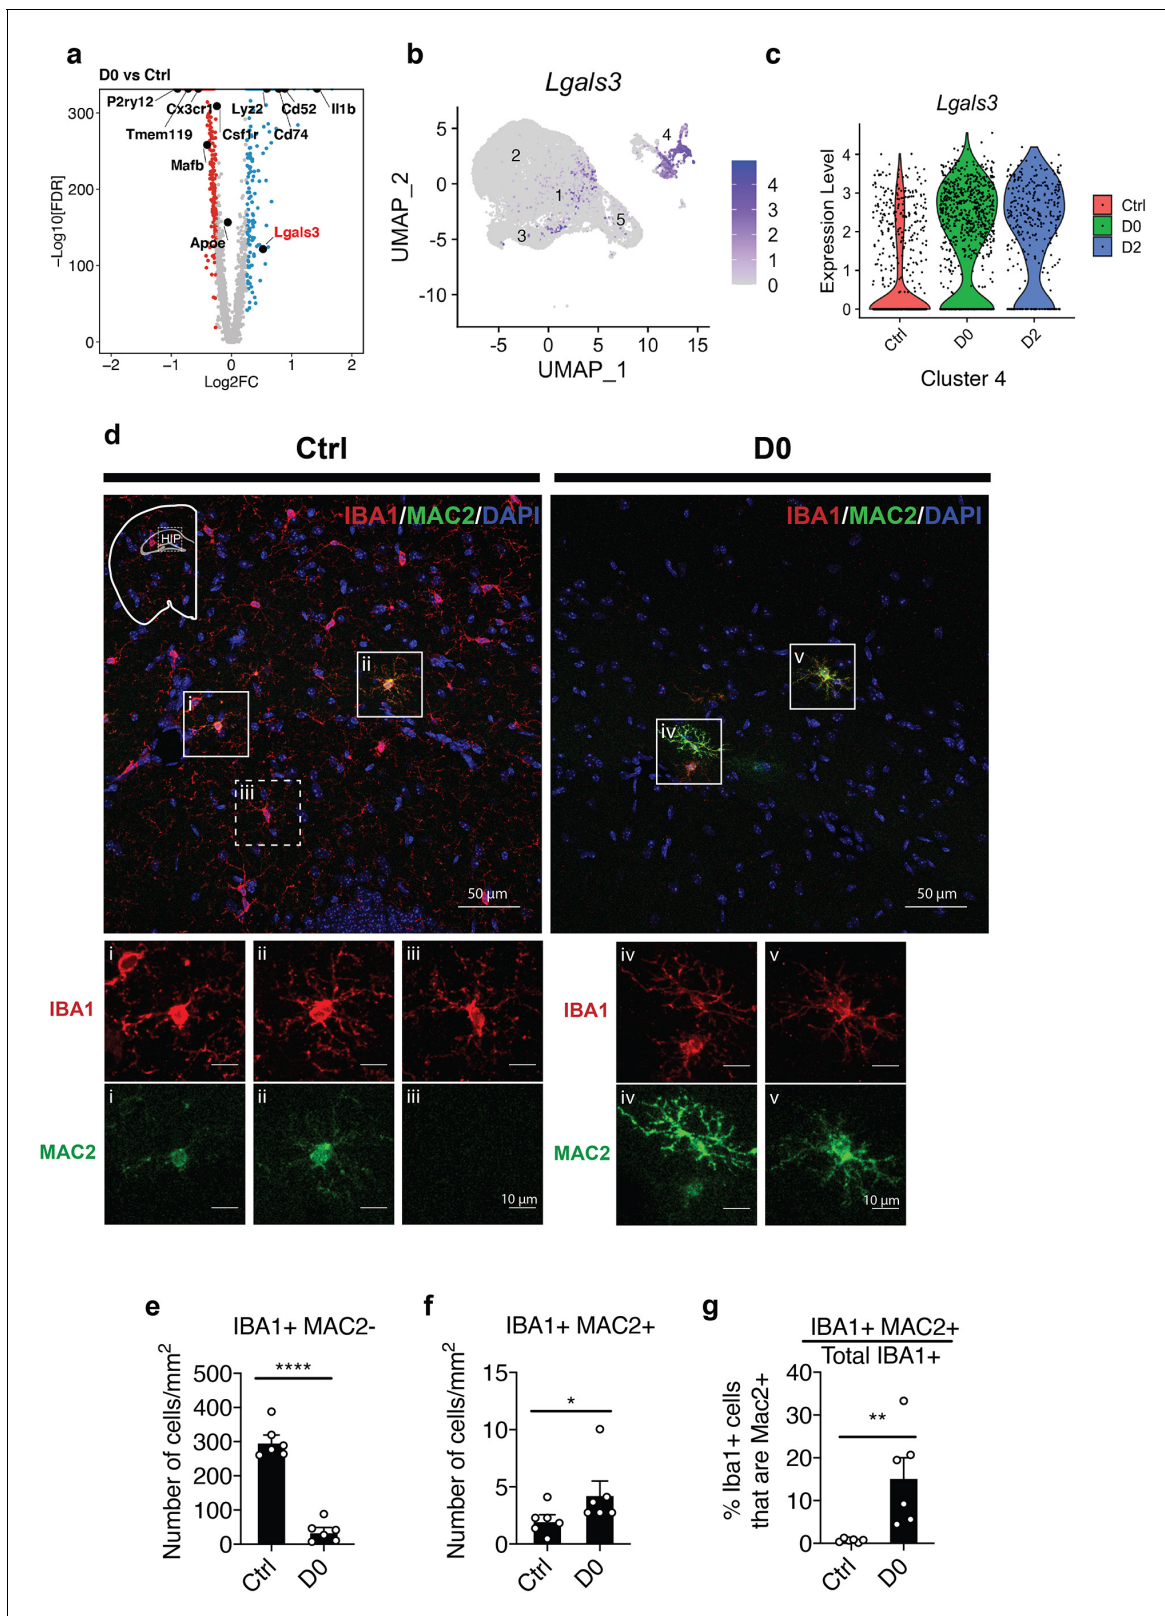 a
D0 vs Ctrl
P2ry12
Cx3cr1
Lyz2
Cd52
Il1b
Tmem119
Csf1r
Cd74
Mafb
Apoe
Lgals3
300
200
100
0
−Log10[FDR]
−2 −1 0 1 2
Log2FC
b
Lgals3
5
0
-5
-10
UMAP_2
2
1
3
5
4
-5 0 5 10 15
UMAP_1
4
3
2
1
0
c
Lgals3
4
3
2
1
0
Expression Level
Ctrl
D0
D2
Cluster 4
Ctrl
D0
D2
d
Ctrl
D0
IBA1/MAC2/DAPI
IBA1/MAC2/DAPI
HIP
i
ii
iii
iv
v
50 µm
50 µm
IBA1
i
ii
iii
IBA1
iv
v
MAC2
i
ii
iii
10 µm
MAC2
iv
v
10 µm
e
IBA1+ MAC2-
Number of cells/mm2
500
400
300
200
100
0
****
Ctrl
D0
f
IBA1+ MAC2+
Number of cells/mm2
15
10
5
0
*
Ctrl
D0
g
IBA1+ MAC2+
Total IBA1+
% Iba1+ cells
that are Mac2+
40
30
20
10
0
**
Ctrl
D0